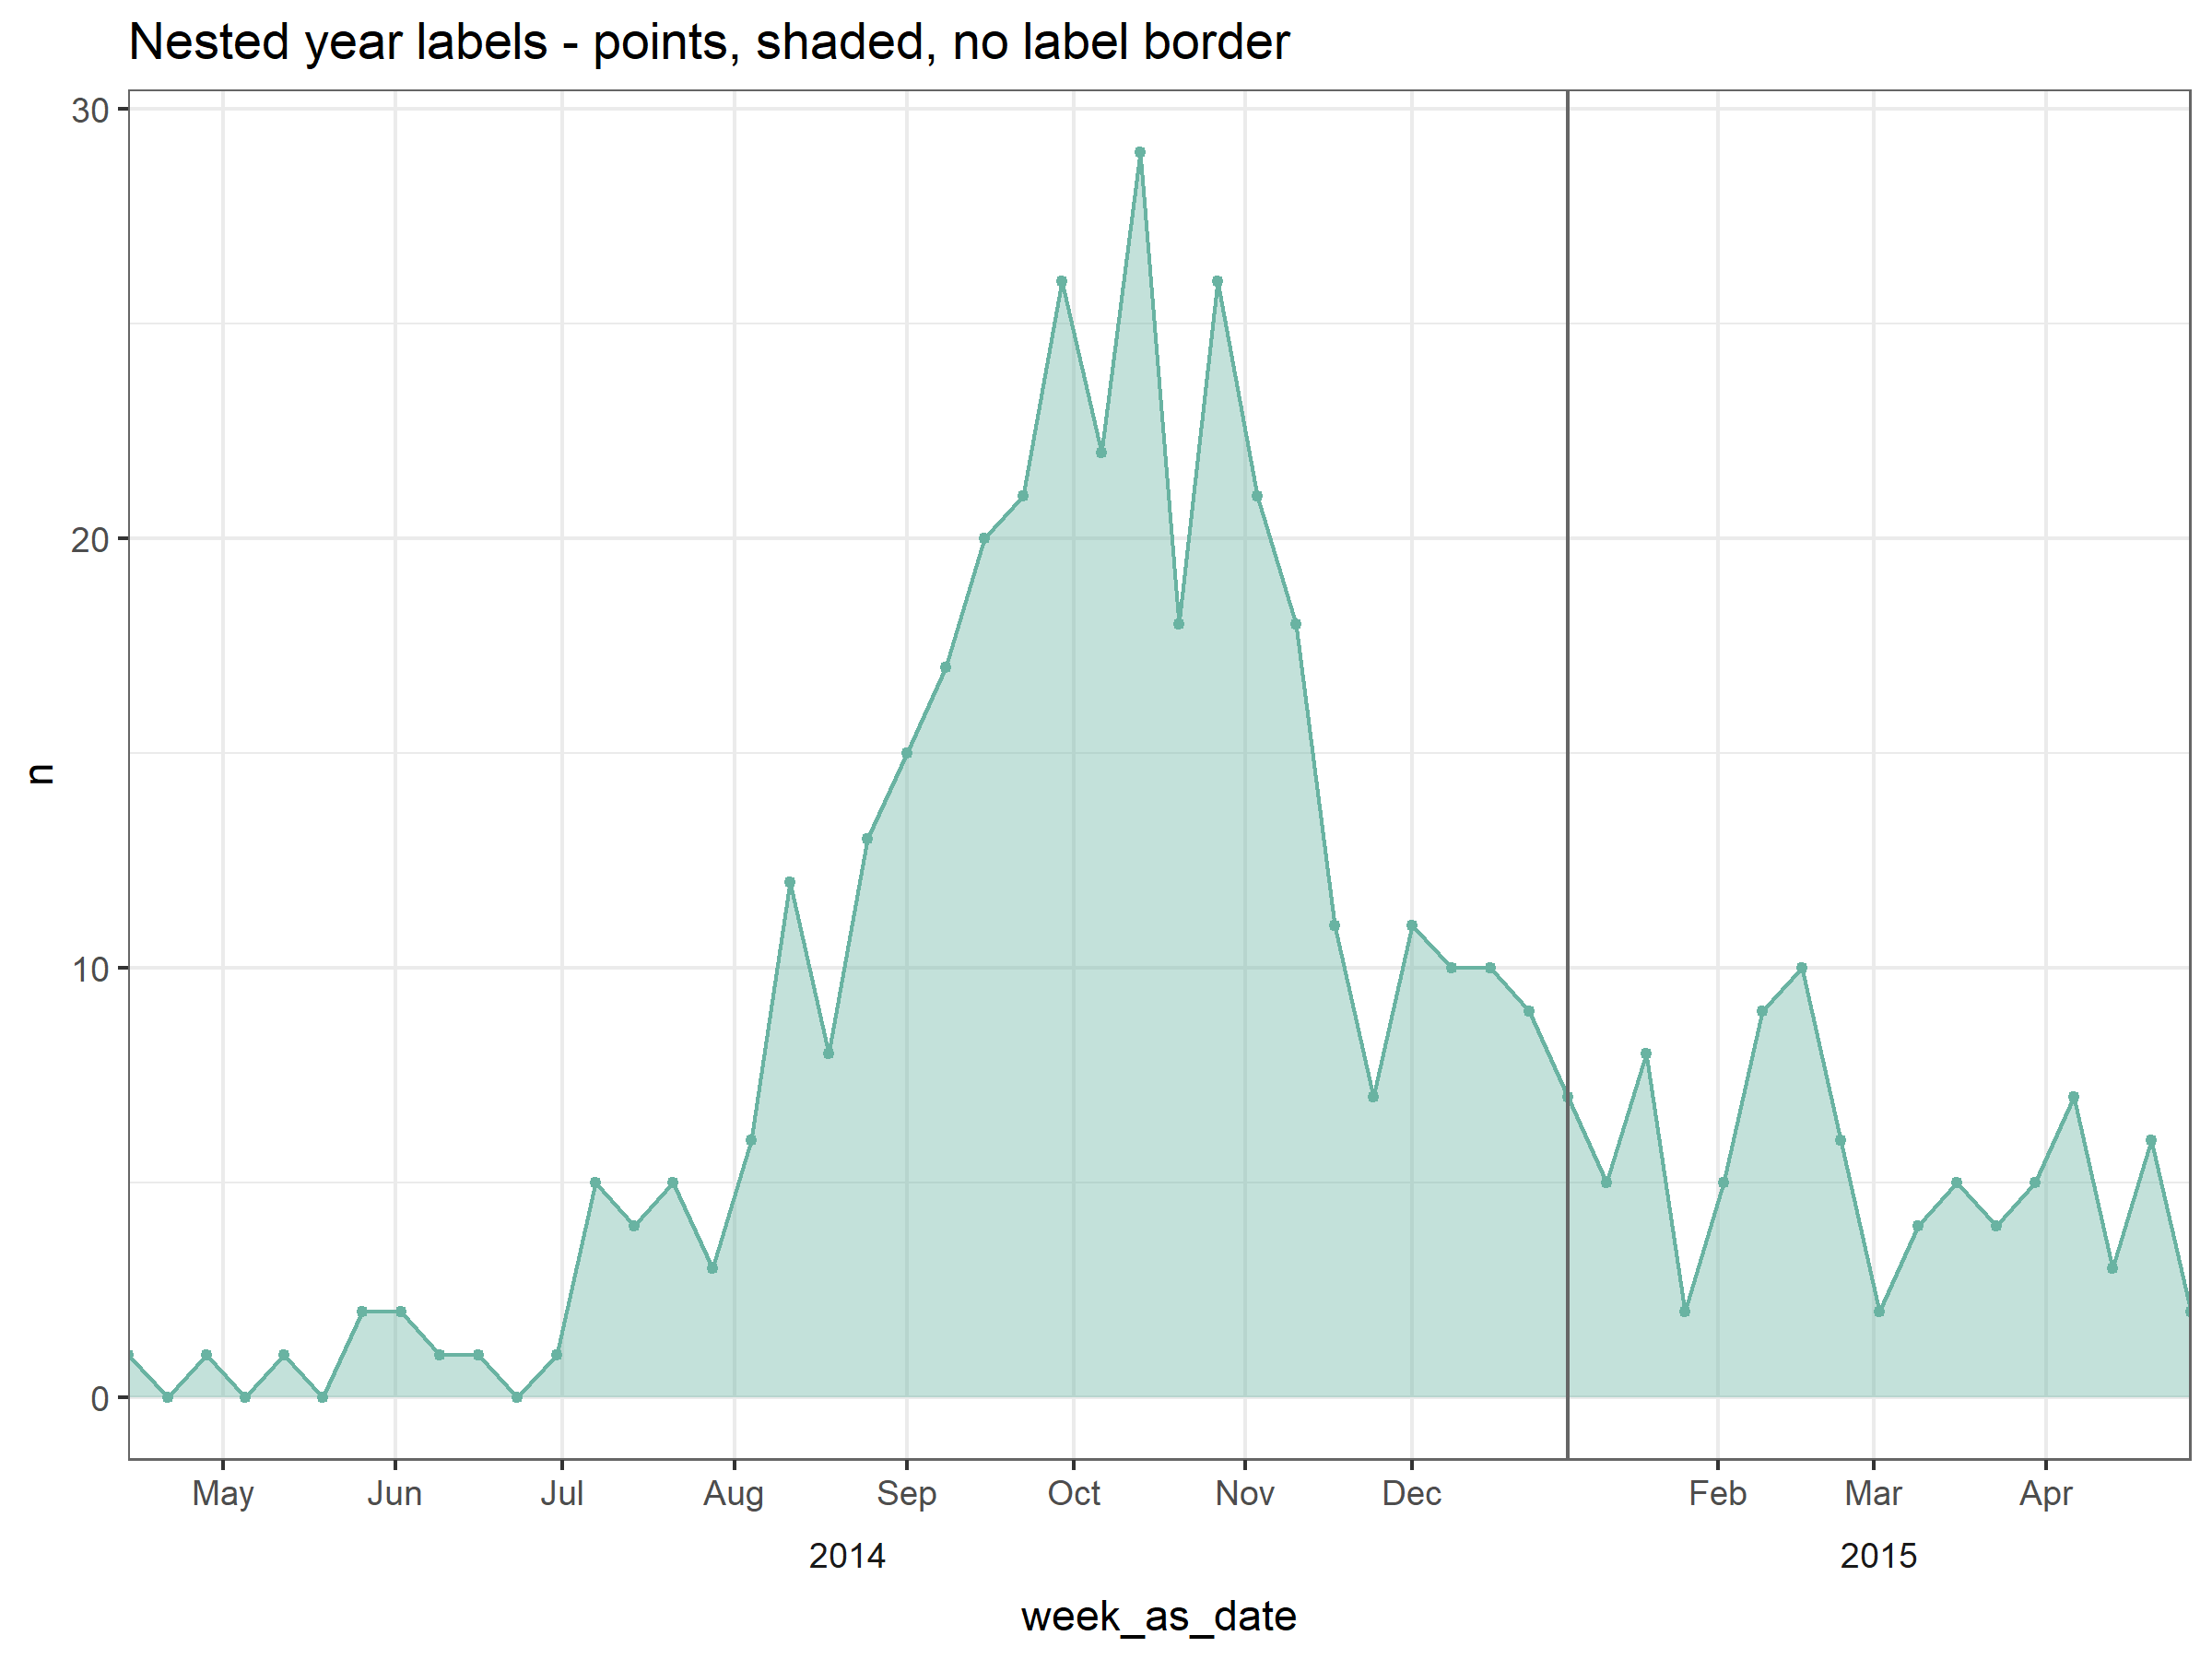 Nested year labels - points, shaded, no label border
30
20
10
0
n
May Jun Jul Aug Sep Oct Nov Dec Feb Mar Apr
2014 2015
week_as_date